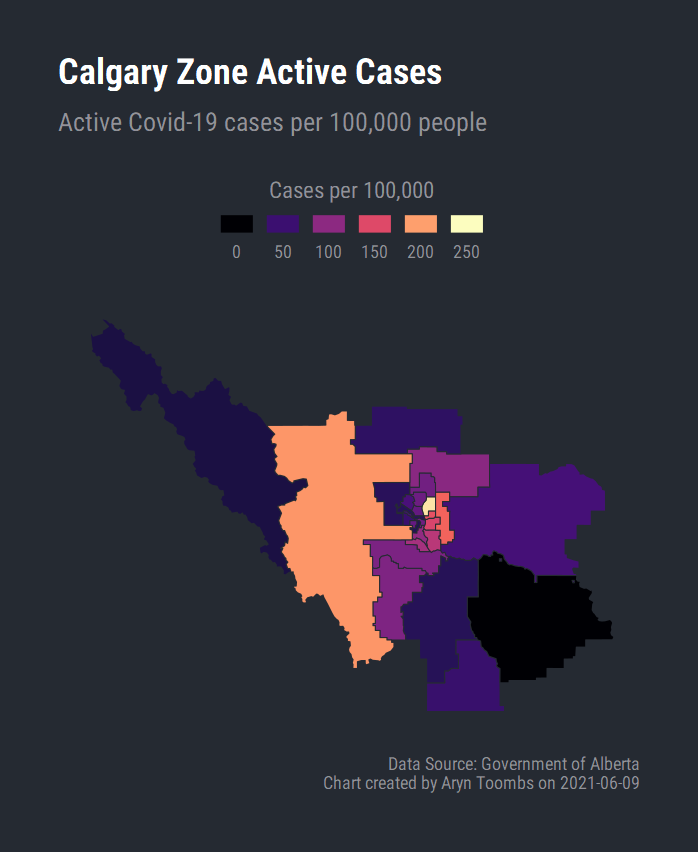 Calgary Zone Active Cases
Active Covid-19 cases per 100,000 people
Cases per 100,000
0 50 100 150 200 250
Data Source: Government of Alberta
Chart created by Aryn Toombs on 2021-06-09